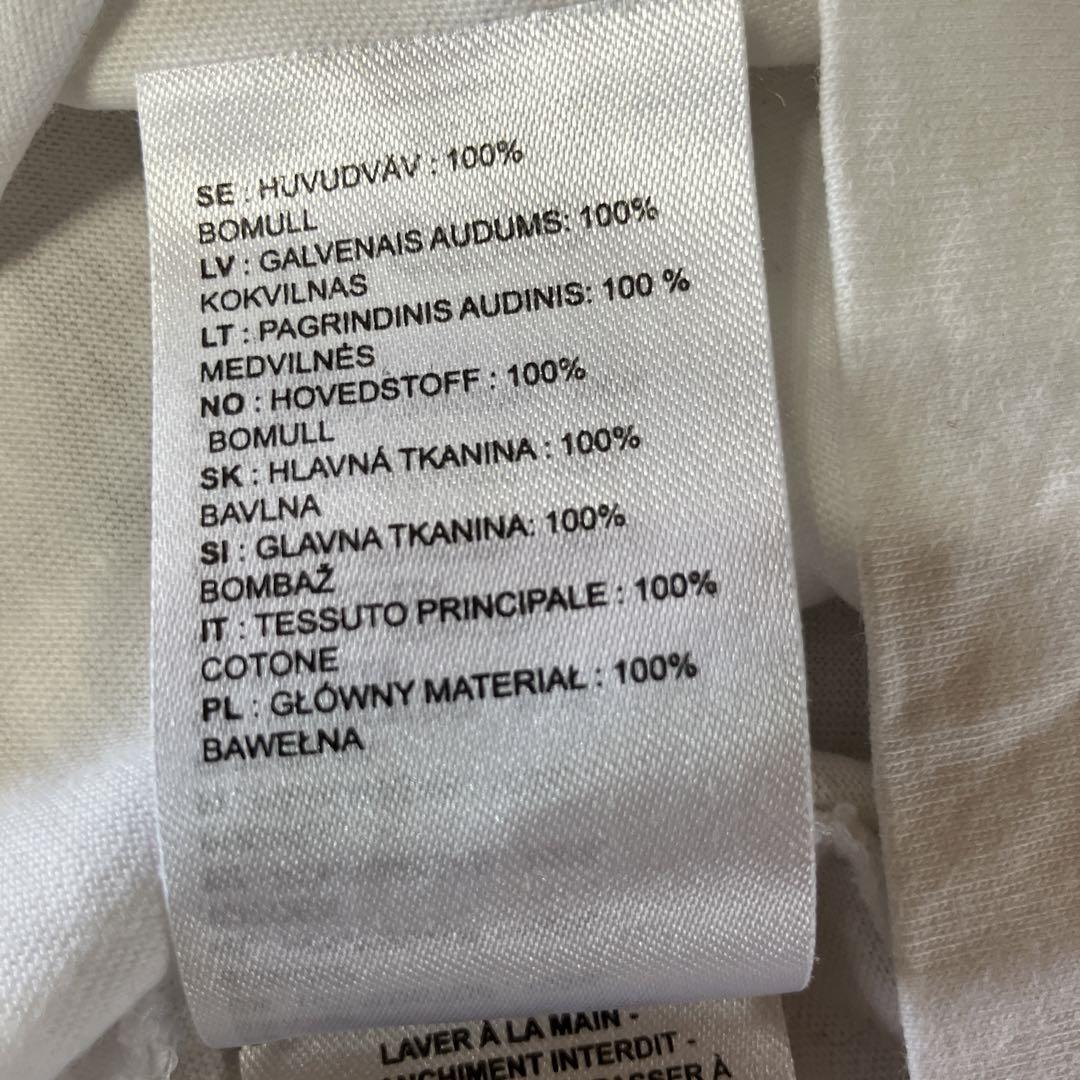 SE : HUVUDVÄV : 100%
BOMULL
LV : GALVENAIS AUDUMS: 100%
KOKVILNAS
LT : PAGRINDINIS AUDINIS: 100 %
MEDVILNĖS
NO : HOVEDSTOFF : 100%
BOMULL
SK : HLAVNÁ TKANINA : 100%
BAVLNA
SI : GLAVNA TKANINA: 100%
BOMBAŽ
IT : TESSUTO PRINCIPALE : 100%
COTONE
PL : GŁÓWNY MATERIAŁ : 100%
BAWEŁNA
LAVER À LA MAIN -
INTERDIT -
À